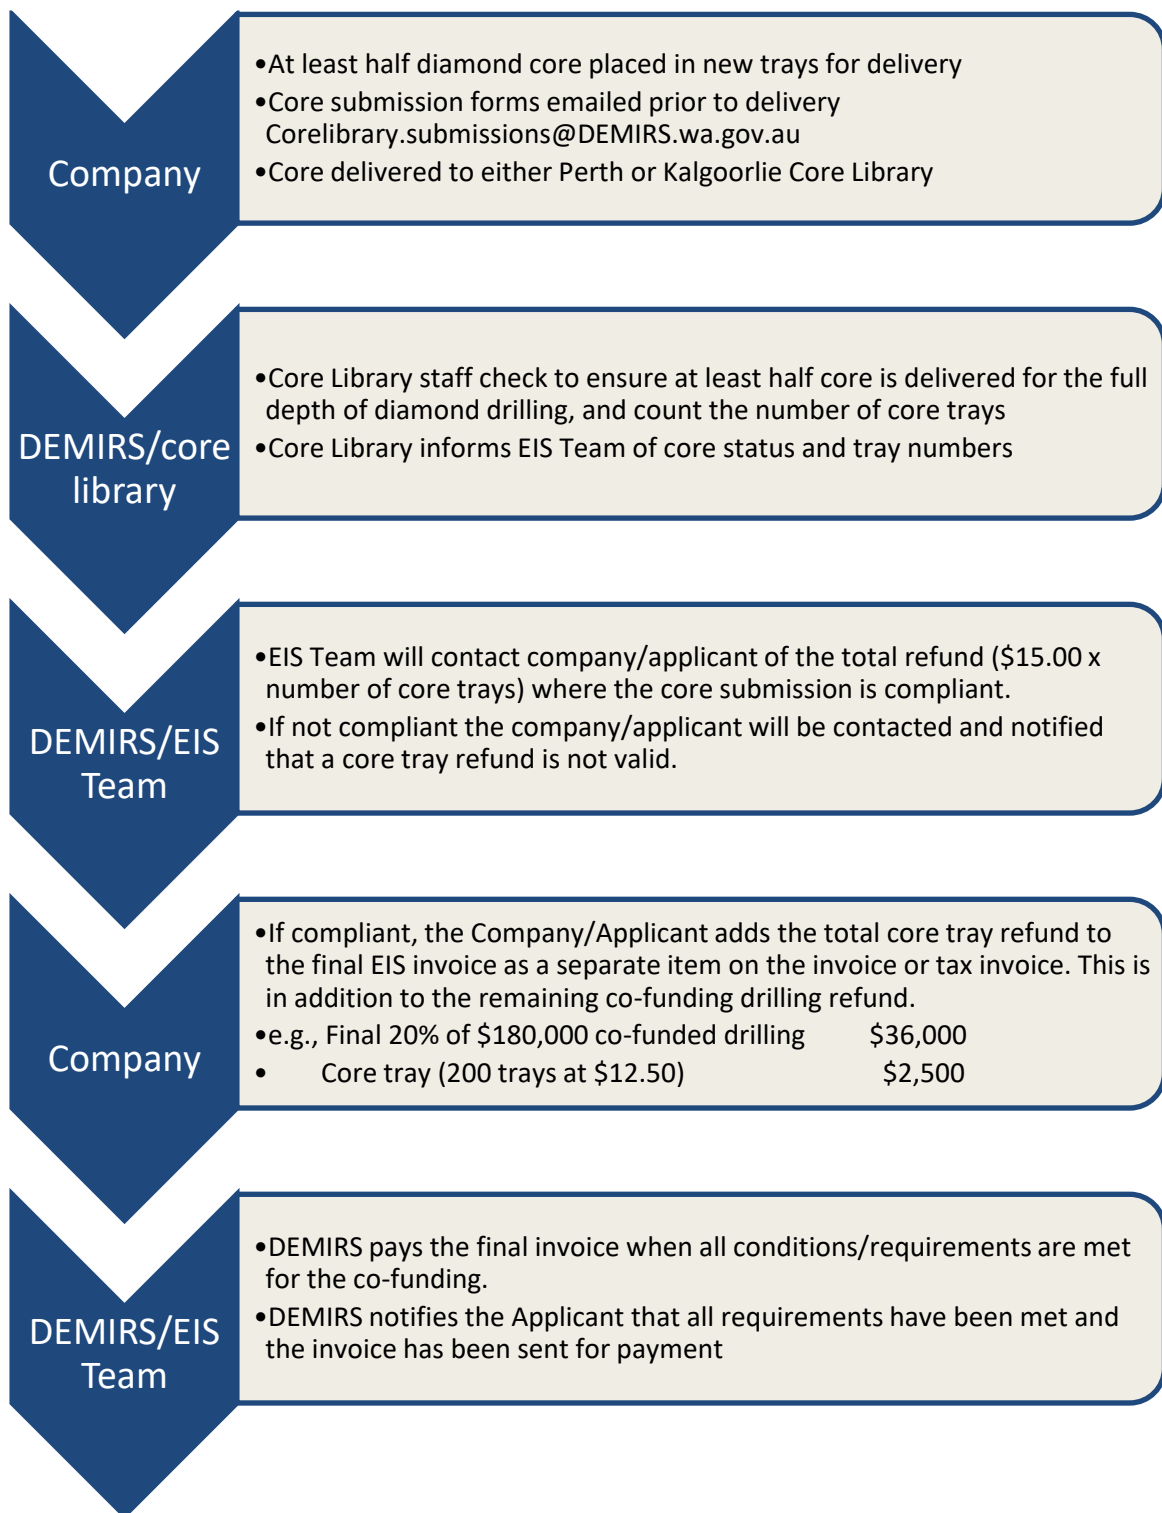 Company
•At least half diamond core placed in new trays for delivery
•Core submission forms emailed prior to delivery
Corelibrary.submissions@DEMIRS.wa.gov.au
•Core delivered to either Perth or Kalgoorlie Core Library
DEMIRS/core
library
•Core Library staff check to ensure at least half core is delivered for the full
depth of diamond drilling, and count the number of core trays
•Core Library informs EIS Team of core status and tray numbers
DEMIRS/EIS
Team
•EIS Team will contact company/applicant of the total refund ($15.00 x
number of core trays) where the core submission is compliant.
•If not compliant the company/applicant will be contacted and notified
that a core tray refund is not valid.
Company
•If compliant, the Company/Applicant adds the total core tray refund to
the final EIS invoice as a separate item on the invoice or tax invoice. This is
in addition to the remaining co-funding drilling refund.
•e.g., Final 20% of $180,000 co-funded drilling $36,000
• Core tray (200 trays at $12.50) $2,500
DEMIRS/EIS
Team
•DEMIRS pays the final invoice when all conditions/requirements are met
for the co-funding.
•DEMIRS notifies the Applicant that all requirements have been met and
the invoice has been sent for payment